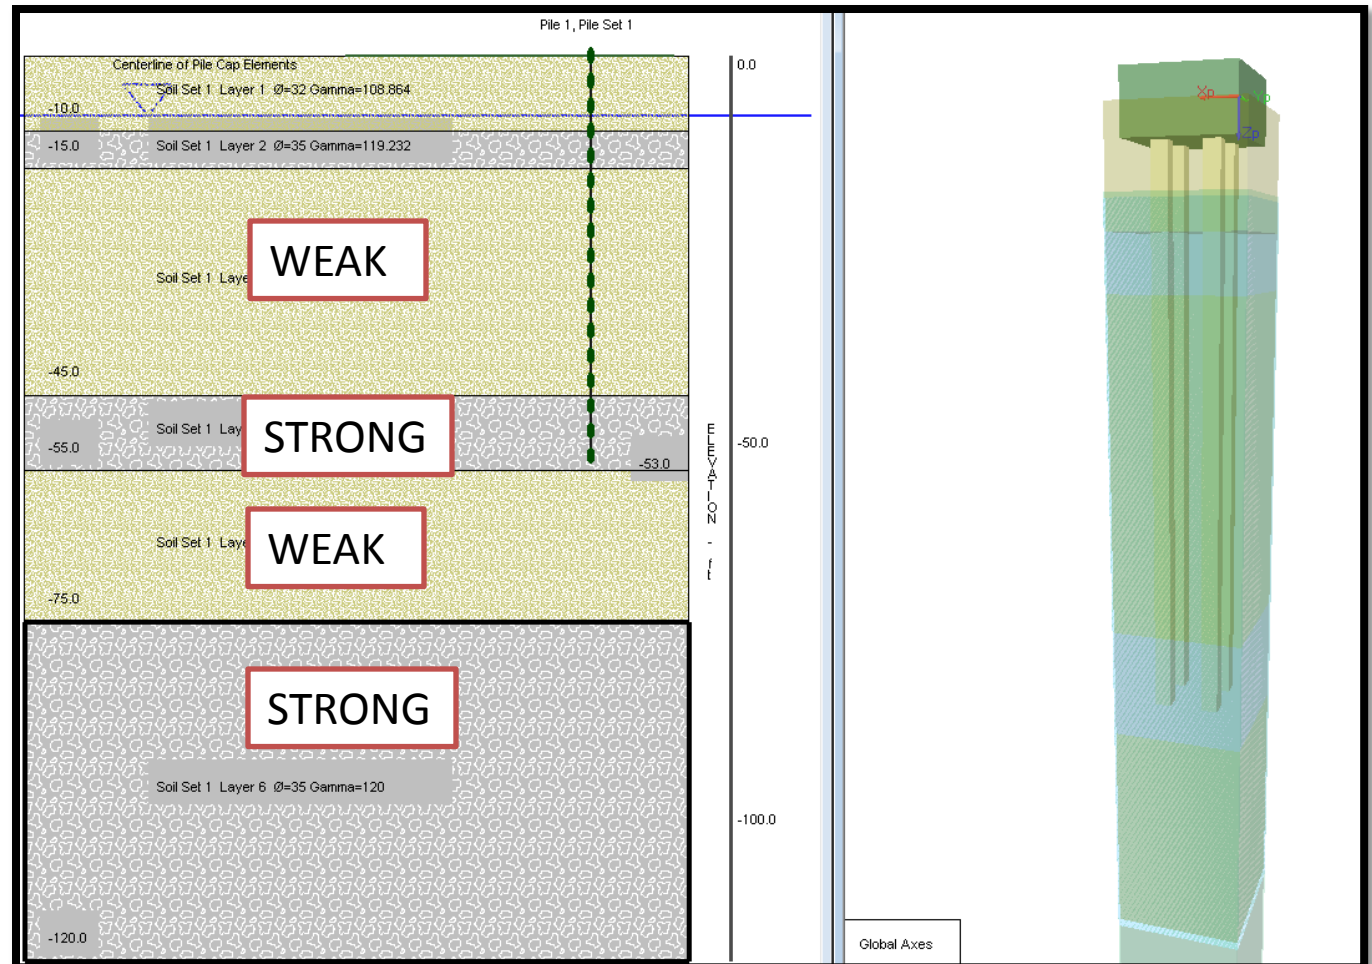 Pile 1, Pile Set 1
Centerline of Pile Cap Elements
Soil Set 1 Layer 1 Ø=32 Gamma=108.864
-10.0
-15.0
Soil Set 1 Layer 2 Ø=35 Gamma=119.232
WEAK
Soil Set 1 Laye
-45.0
STRONG
Soil Set 1 Lay
-55.0
-53.0
WEAK
Soil Set 1 Laye
-75.0
STRONG
Soil Set 1 Layer 6 Ø=35 Gamma=120
-120.0
0.0
-50.0
ELEVATION - ft
-100.0
Xp
Yp
Zp
Global Axes